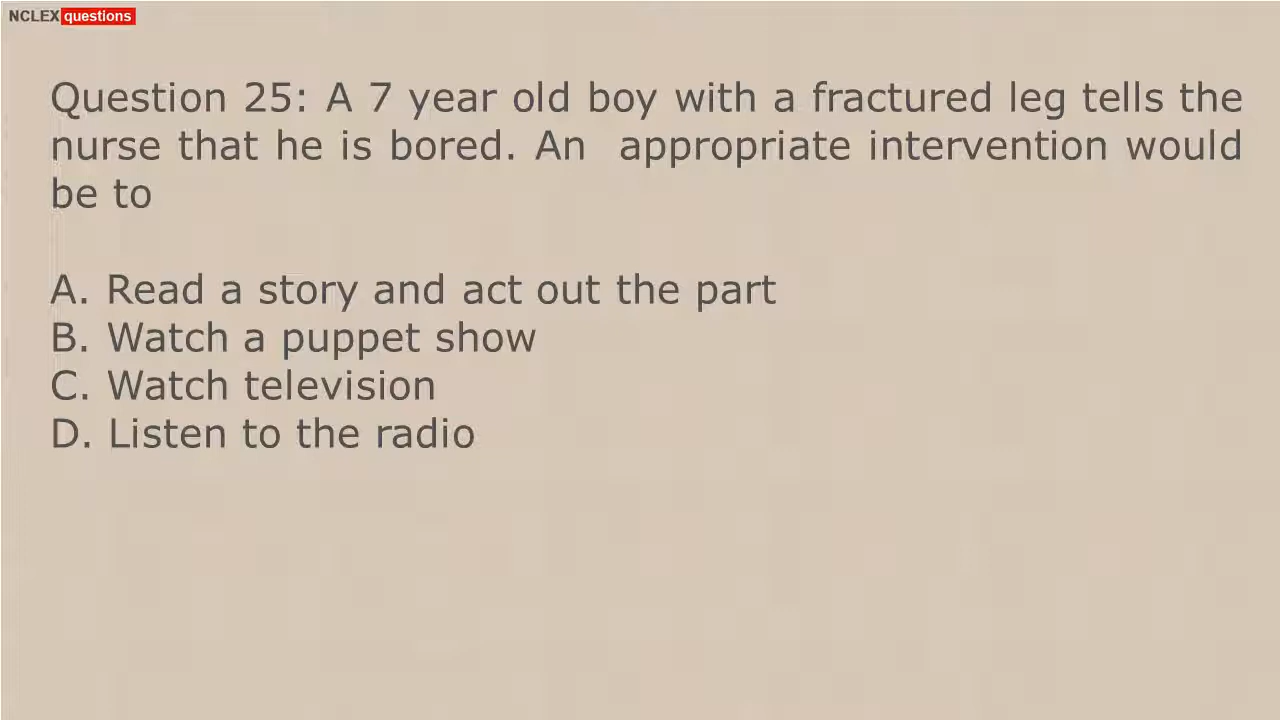 NCLEX questions
Question 25: A 7 year old boy with a fractured leg tells the
nurse that he is bored. An appropriate intervention would
be to
A. Read a story and act out the part
B. Watch a puppet show
C. Watch television
D. Listen to the radio